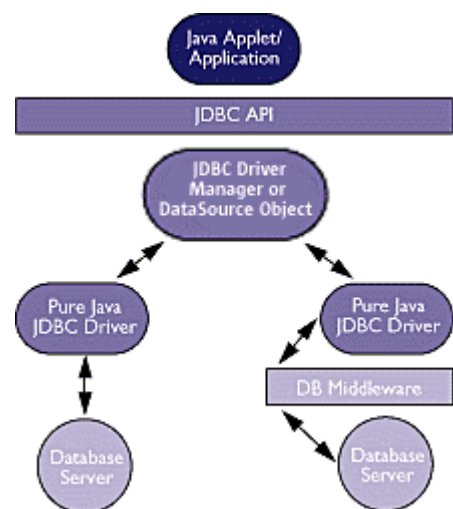 Java Applet/
Application
JDBC API
JDBC Driver
Manager or
DataSource Object
Pure Java
JDBC Driver
Pure Java
JDBC Driver
DB Middleware
Database
Server
Database
Server